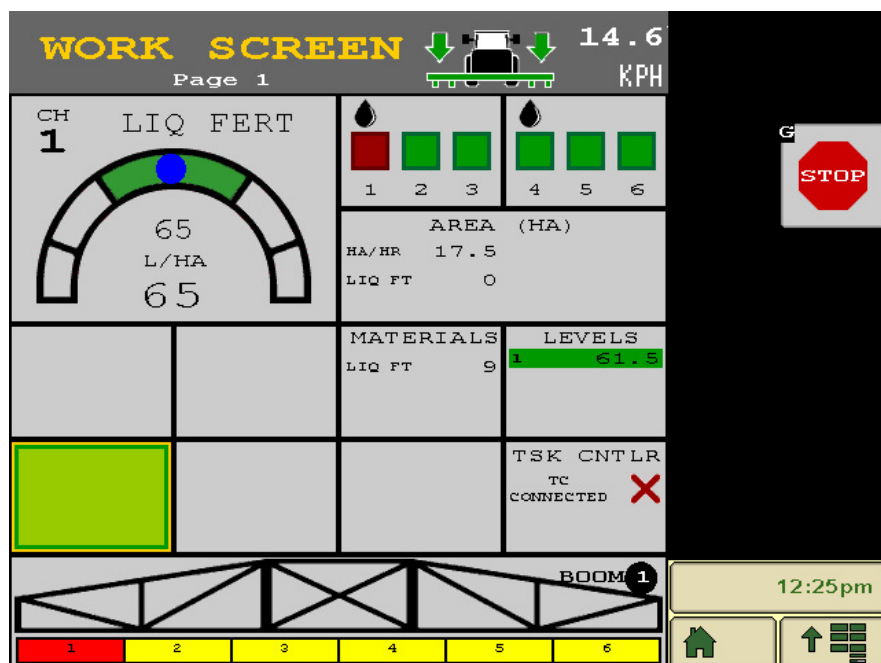 WORK SCREEN
Page 1
14.6
KPH
CH
1
LIQ FERT
65
L/HA
65
1 2 3
4 5 6
AREA (HA)
HA/HR 17.5
LIQ FT 0
MATERIALS
LIQ FT 9
LEVELS
1 61.5
TSK CNTLR
TC
CONNECTED
BOOM 1
1 2 3 4 5 6
G
STOP
12:25pm